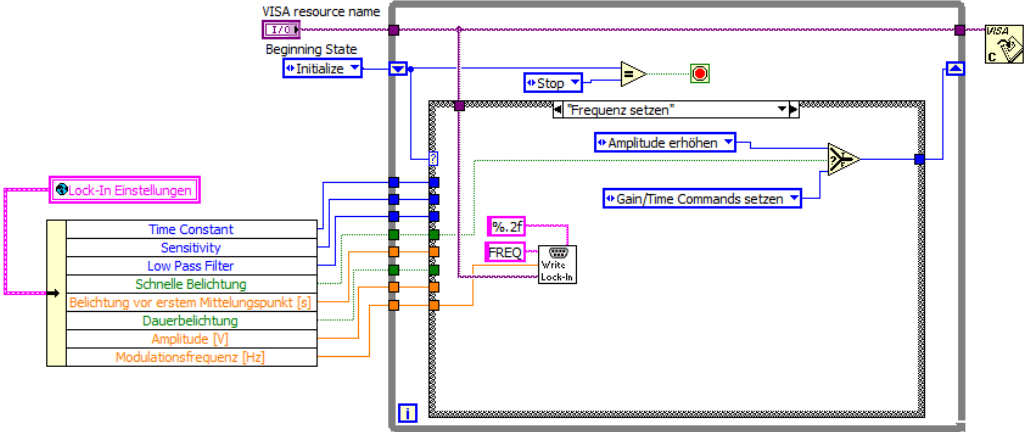 VISA resource name
I/O
Beginning State
Initialize
Stop
=
VISA
C
"Frequenz setzen"
Amplitude erhöhen
?
?
T
F
Gain/Time Commands setzen
Lock-In Einstellungen
%.2f
FREQ
Write
Lock-In
Time Constant
Sensitivity
Low Pass Filter
Schnelle Belichtung
Belichtung vor erstem Mittelungspunkt [s]
Dauerbelichtung
Amplitude [V]
Modulationsfrequenz [Hz]
i